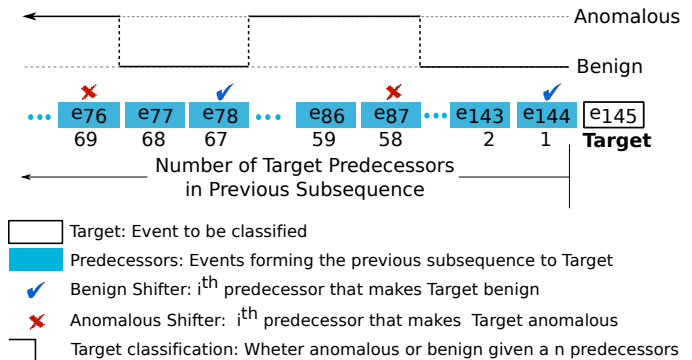 Anomalous
Benign
... e76 e77 e78 ... e86 e87 ... e143 e144 e145
69 68 67 59 58 2 1 Target
Number of Target Predecessors
in Previous Subsequence
Target: Event to be classified
Predecessors: Events forming the previous subsequence to Target
Benign Shifter: ith predecessor that makes Target benign
Anomalous Shifter: ith predecessor that makes Target anomalous
Target classification: Wheter anomalous or benign given a n predecessors